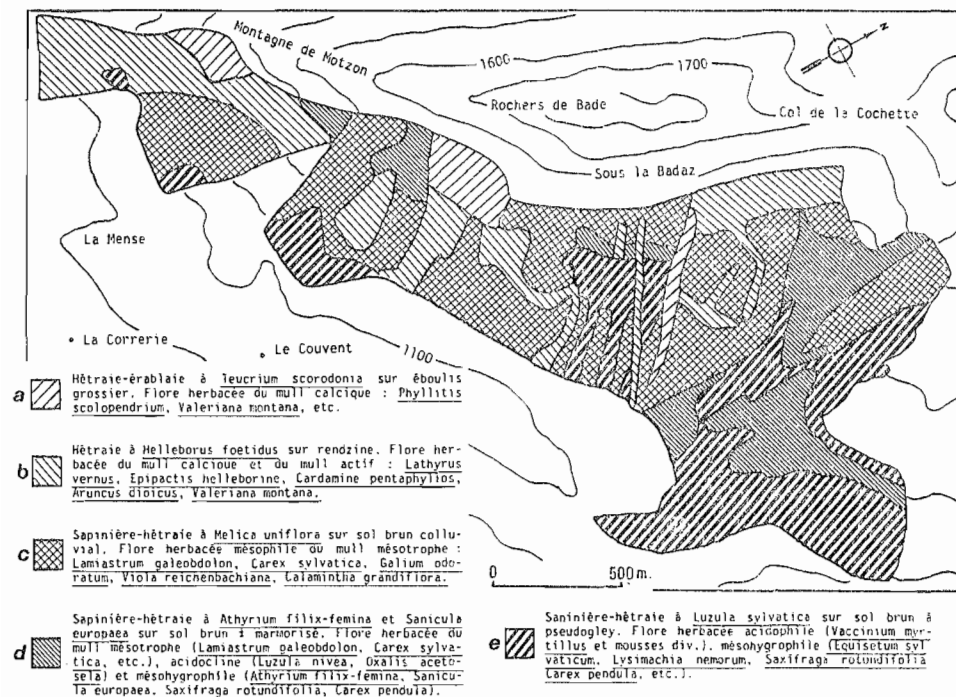 Montagne de Motzon
N
1600
1700
Rochers de Bade
Col de la Cochette
Sous la Badaz
La Mense
La Correrie
Le Couvent
1100
a Hêtraie-érablaie à Teucrium scorodonia sur éboulis
grossier. Flore herbacée du mull calcique : Phyllitis
scolopendrium, Valeriana montana, etc.
b Hêtraie à Helleborus foetidus sur rendzine. Flore her-
bacée du mull calcique et du mull actif : Lathyrus
vernus, Epipactis helleborine, Cardamine pentaphyllos,
Aruncus dioicus, Valeriana montana.
c Sapinière-hêtraie à Melica uniflora sur sol brun collu-
vial. Flore herbacée mésophile du mull mésotrophe :
Lamiastrum galeobdolon, Carex sylvatica, Galium odo-
ratum, Viola reichenbachiana, Calamintha grandiflora.
0 500 m.
d Sapinière-hêtraie à Athyrium filix-femina et Sanicula
europaea sur sol brun à marmorisé. Flore herbacée du
mull mésotrophe (Lamiastrum galeobdolon, Carex sylva-
tica, etc.), acidocline (Luzula nivea, Oxalis aceto-
sela) et mésohygrophile (Athyrium filix-femina, Sanicu-
la europaea, Saxifraga rotundifolia, Carex pendula).
e Sapinière-hêtraie à Luzula sylvatica sur sol brun à
pseudogley. Flore herbacée acidophile (Vaccinium myr-
tillus et mousses div.), mésohygrophile (Equisetum syl
vaticum, Lysimachia nemorum, Saxifraga rotundifolia
Carex pendula, etc.).